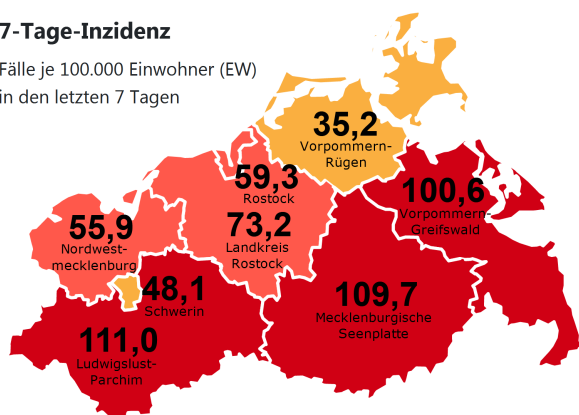 7-Tage-Inzidenz
Fälle je 100.000 Einwohner (EW)
in den letzten 7 Tagen
35,2
Vorpommern-
Rügen
59,3
Rostock
100,6
Vorpommern-
Greifswald
55,9
Nordwest-
mecklenburg
73,2
Landkreis
Rostock
48,1
Schwerin
109,7
Mecklenburgische
Seenplatte
111,0
Ludwigslust-
Parchim